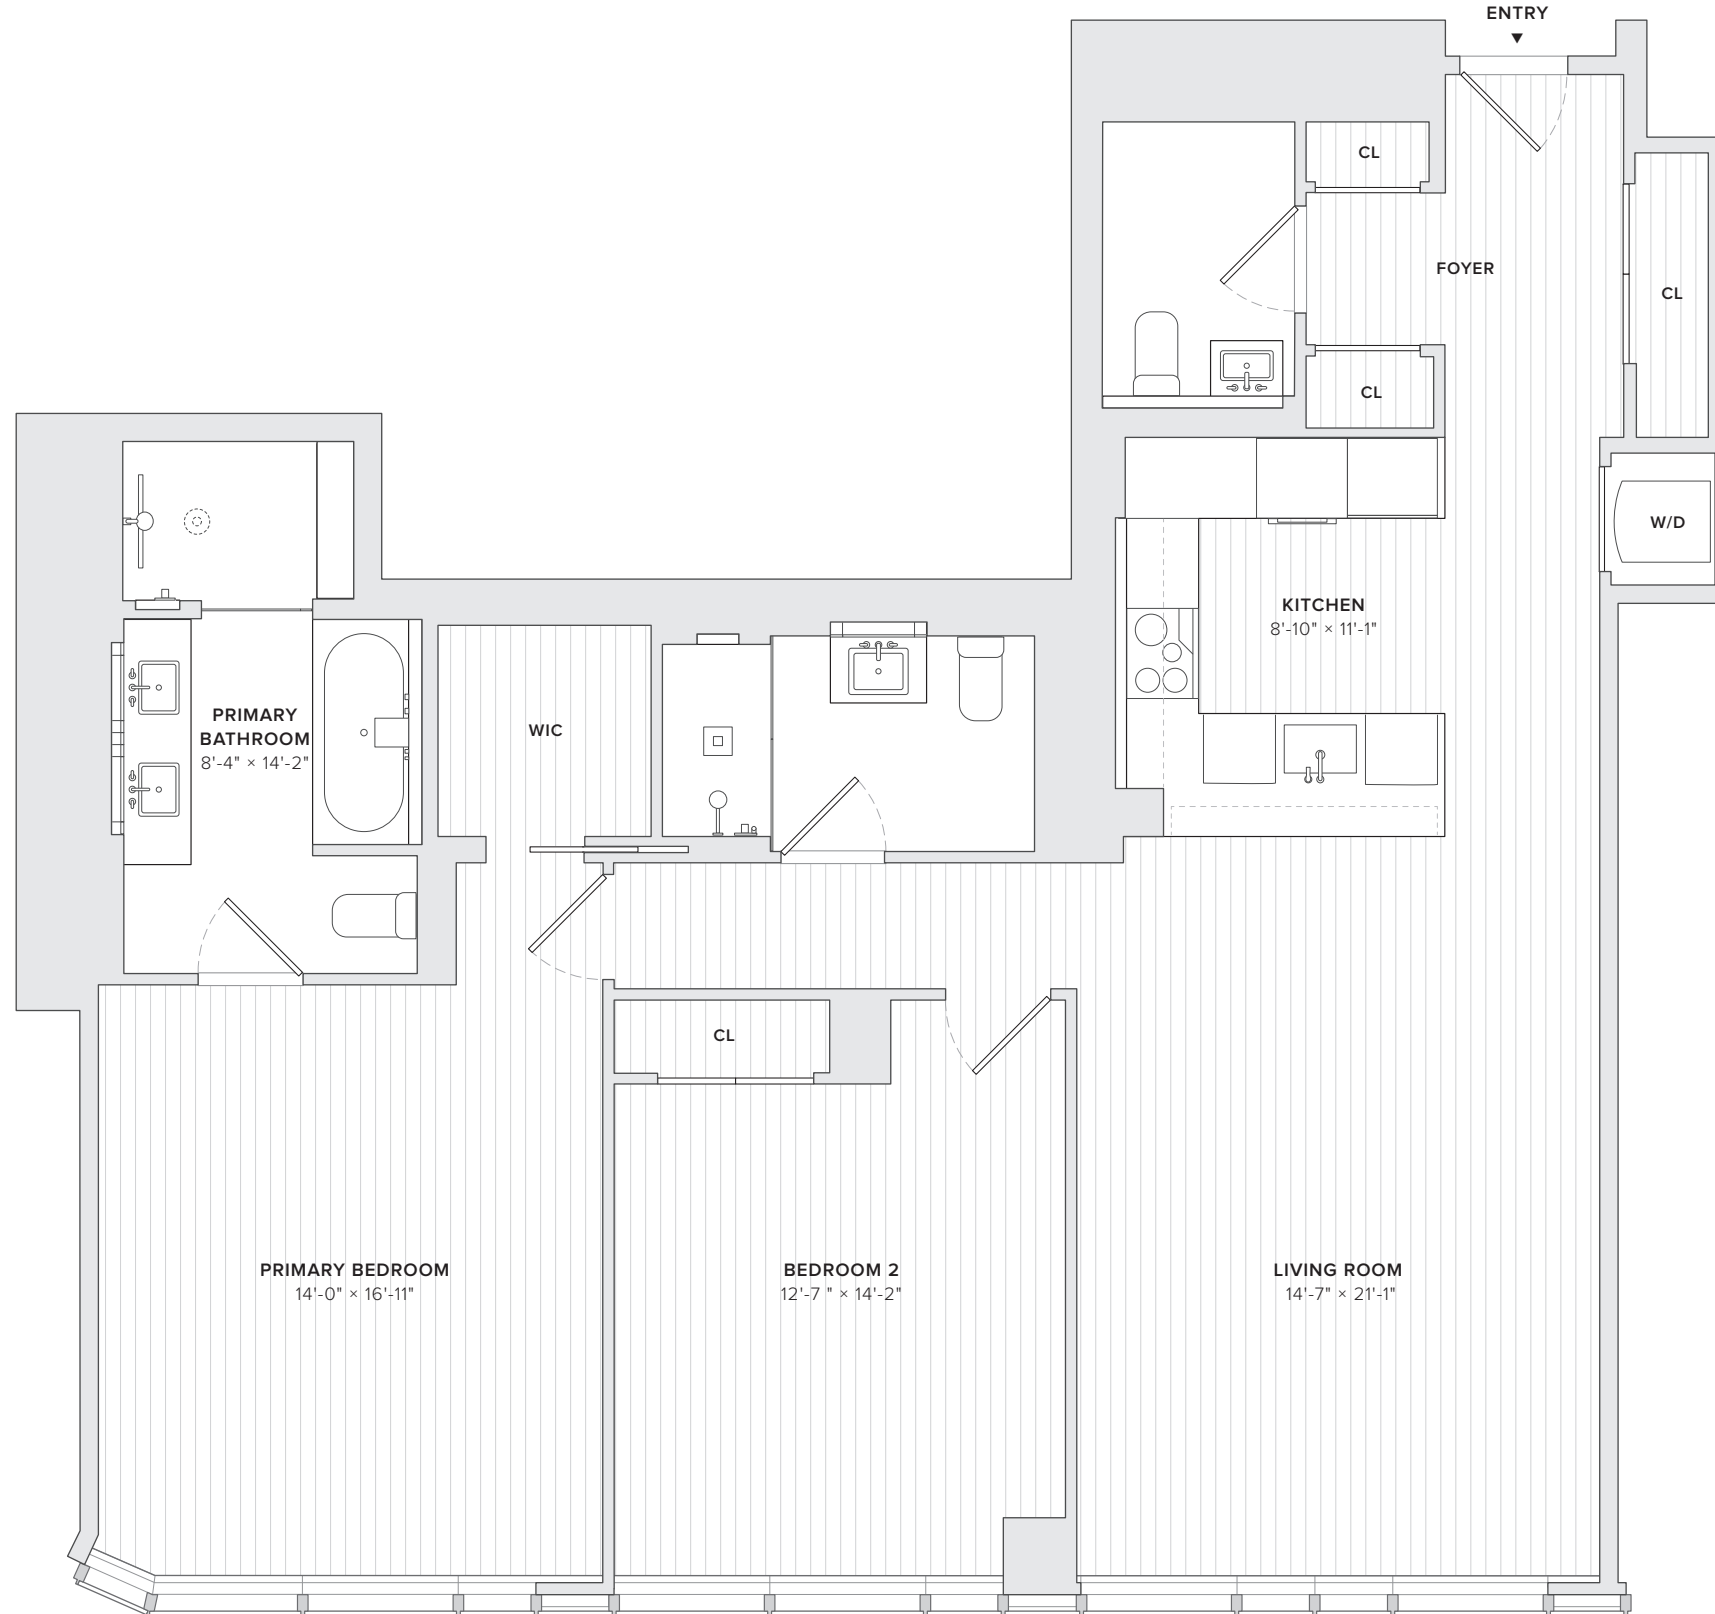 ENTRY
CL
FOYER
CL
CL
W/D
KITCHEN
8'-10" × 11'-1"
PRIMARY
BATHROOM
8'-4" × 14'-2"
WIC
CL
PRIMARY BEDROOM
14'-0" × 16'-11"
BEDROOM 2
12'-7 " × 14'-2"
LIVING ROOM
14'-7" × 21'-1"